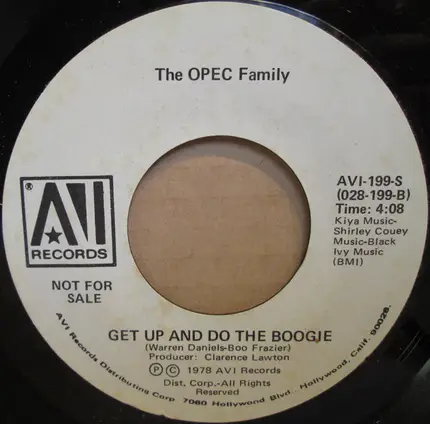 The OPEC Family
AVI-199-S
(028-199-B)
Time: 4:08
Kiya Music-
Shirley Couey
Music-Black
Ivy Music
(BMI)
® AVI
RECORDS
NOT FOR
SALE
GET UP AND DO THE BOOGIE
(Warren Daniels-Boo Frazier)
Producer: Clarence Lawton
Ⓟ Ⓒ 1978 AVI Records
Dist. Corp.-All Rights
Reserved
AVI Records Distributing Corp. 7060 Hollywood Blvd., Hollywood, Calif. 90028.